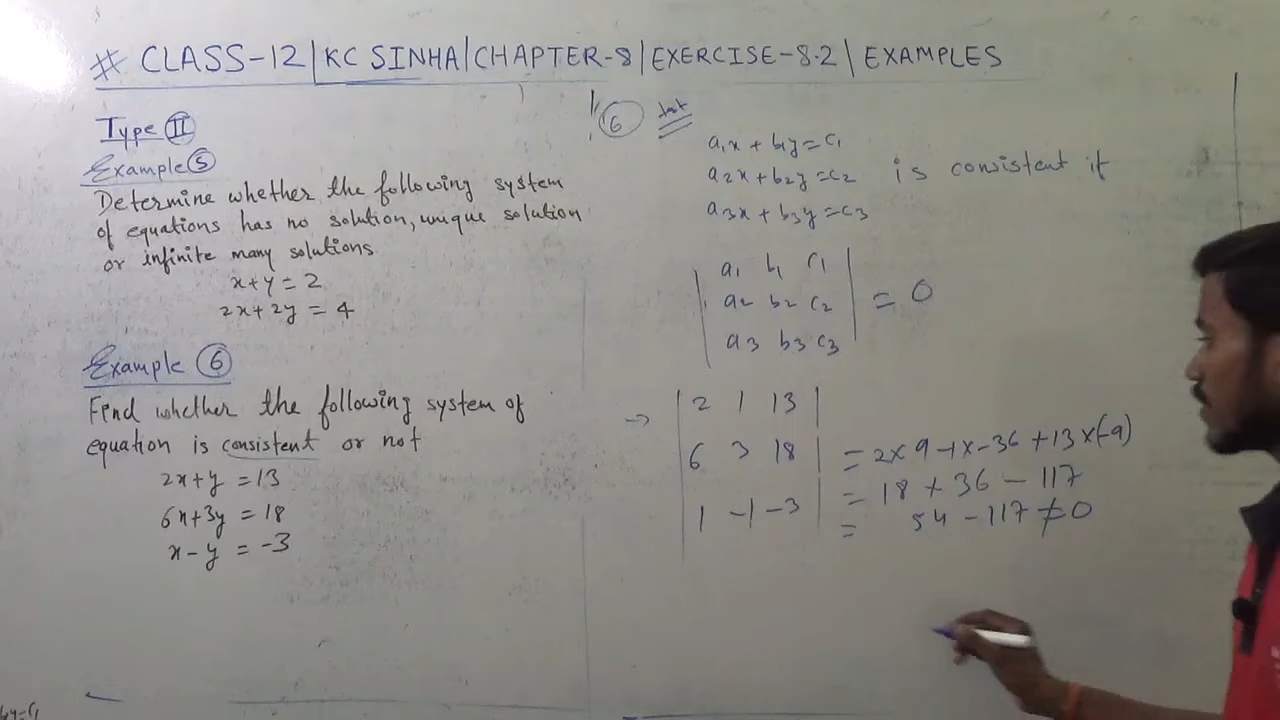 # CLASS-12 | KC SINHA | CHAPTER-8 | EXERCISE-8.2 | EXAMPLES
Type II
Example 5
Determine whether the following system
of equations has no solution, unique solution
or infinite many solutions.
x+y = 2
2x+2y = 4
Example 6
Find whether the following system of
equation is consistent or not
2x+y = 13
6x+3y = 18
x-y = -3
6
a₁x + b₁y = c₁
a₂x + b₂y = c₂ is consistent if
a₃x + b₃y = c₃
| a₁ b₁ c₁ |
| a₂ b₂ c₂ | = 0
| a₃ b₃ c₃ |
→ | 2 1 13 |
| 6 3 18 | = 2×9 -1×-36 +13×(-9)
| 1 -1 -3 | = 18 + 36 - 117
= 54 - 117 ≠ 0